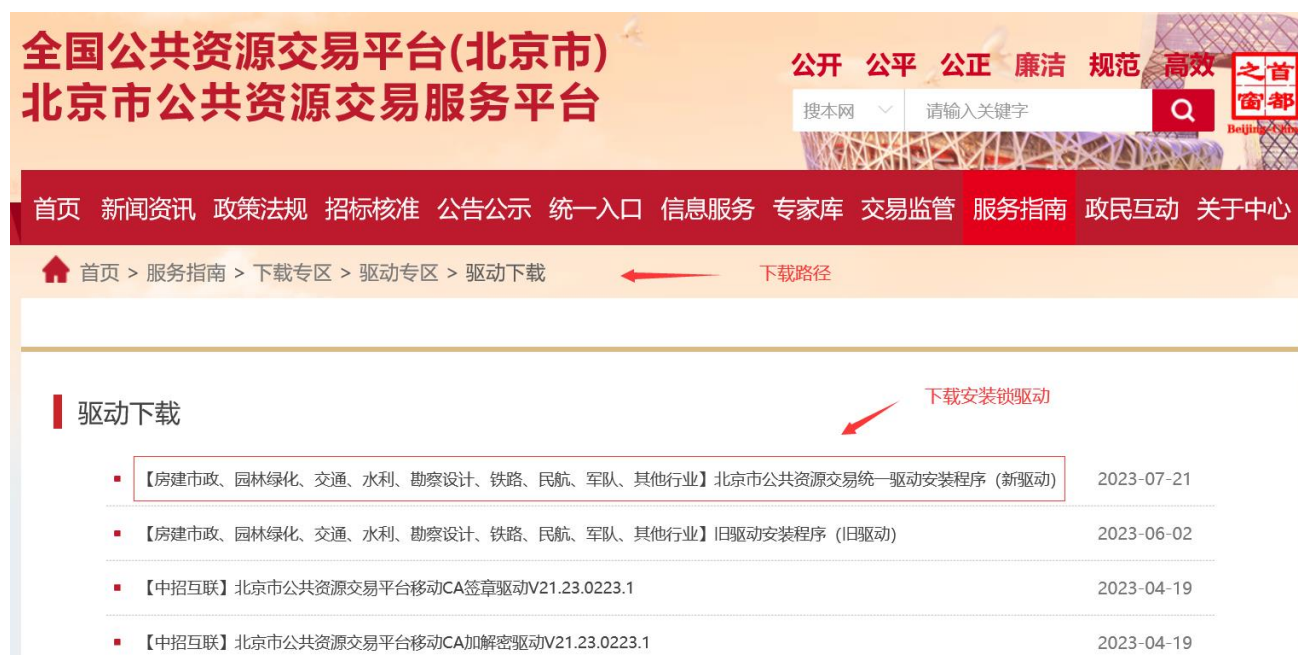 全国公共资源交易平台(北京市)
北京市公共资源交易服务平台
公开 公平 公正 廉洁 规范 高效
搜本网 请输入关键字
首都之窗
首页 新闻资讯 政策法规 招标核准 公告公示 统一入口 信息服务 专家库 交易监管 服务指南 政民互动 关于中心
首页 > 服务指南 > 下载专区 > 驱动专区 > 驱动下载 下载路径
下载安装锁驱动
驱动下载
【房建市政、园林绿化、交通、水利、勘察设计、铁路、民航、军队、其他行业】北京市公共资源交易统一驱动安装程序（新驱动） 2023-07-21
【房建市政、园林绿化、交通、水利、勘察设计、铁路、民航、军队、其他行业】旧驱动安装程序（旧驱动） 2023-06-02
【中招互联】北京市公共资源交易平台移动CA签章驱动V21.23.0223.1 2023-04-19
【中招互联】北京市公共资源交易平台移动CA加解密驱动V21.23.0223.1 2023-04-19